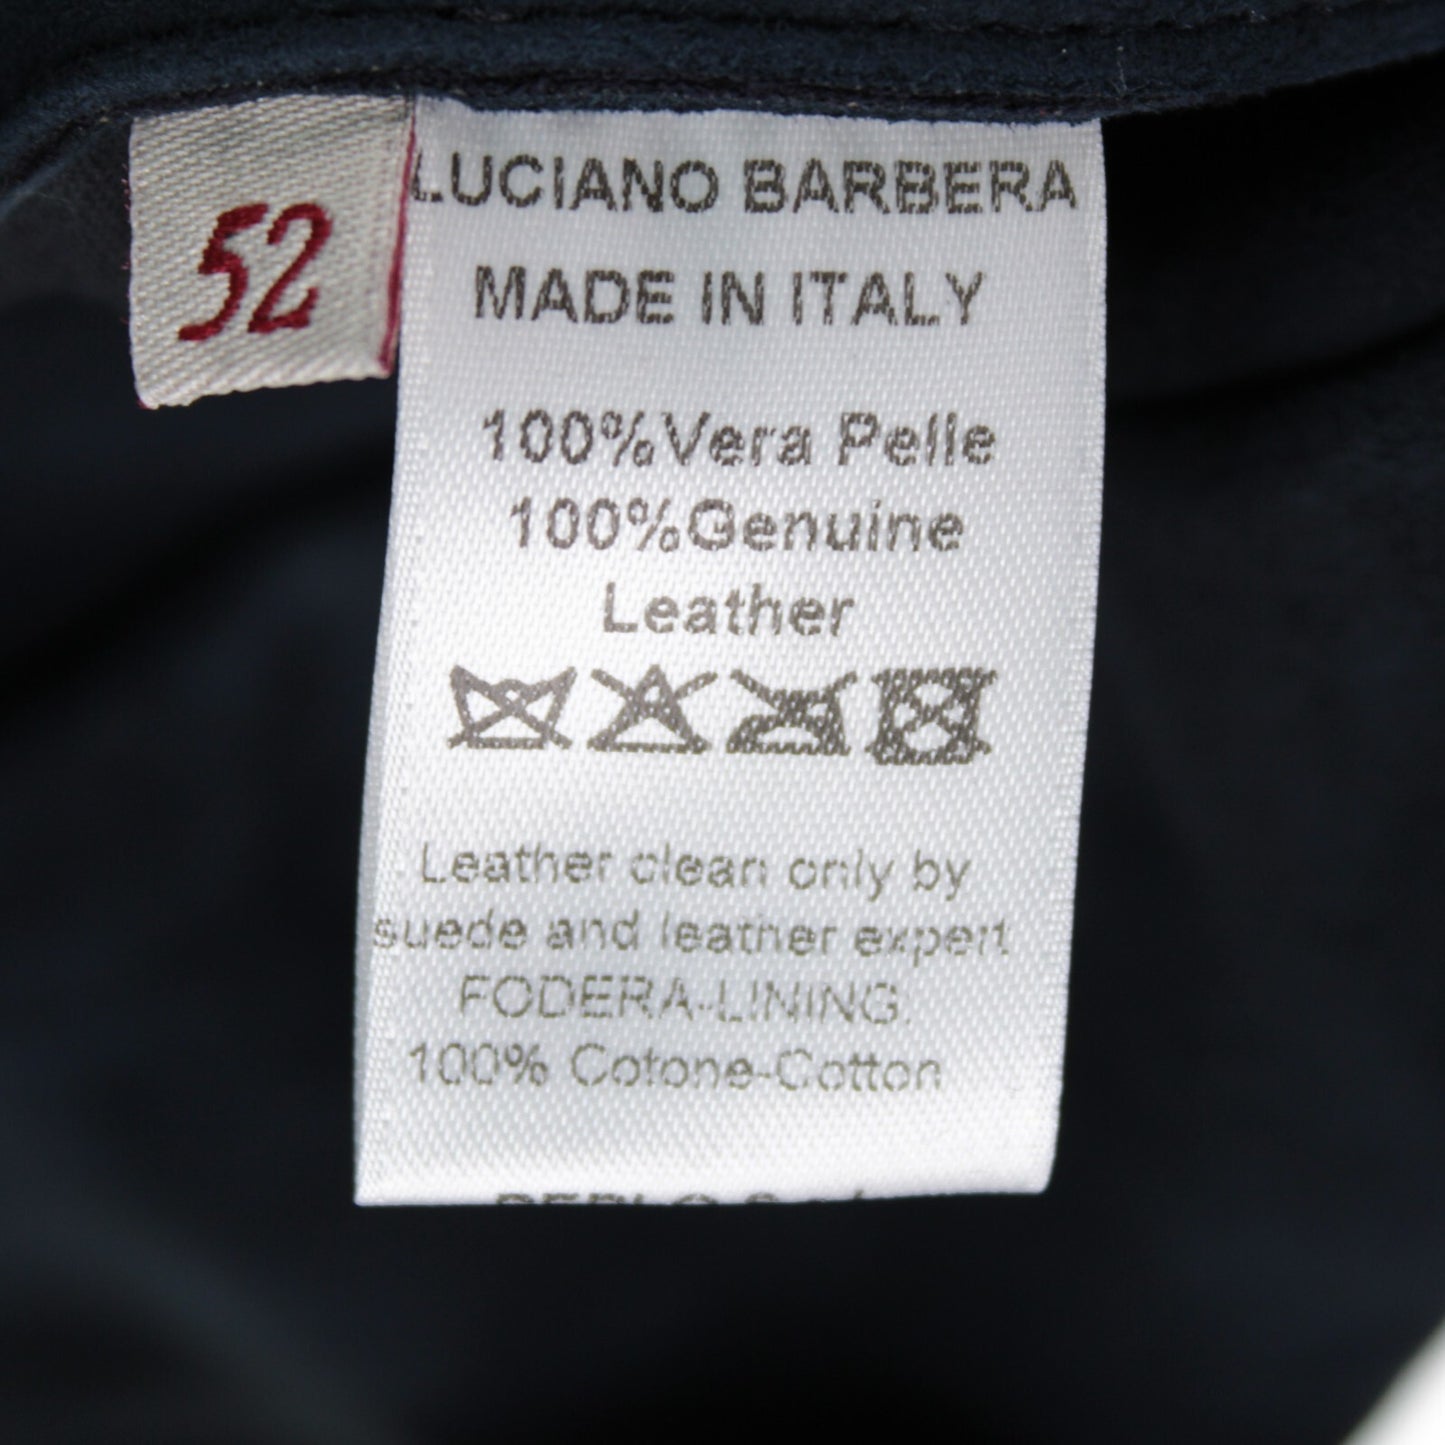 52
LUCIANO BARBERA
MADE IN ITALY
100%Vera Pelle
100%Genuine
Leather
Leather clean only by
suede and leather expert
FODERA-LINING.
100% Cotone-Cotton